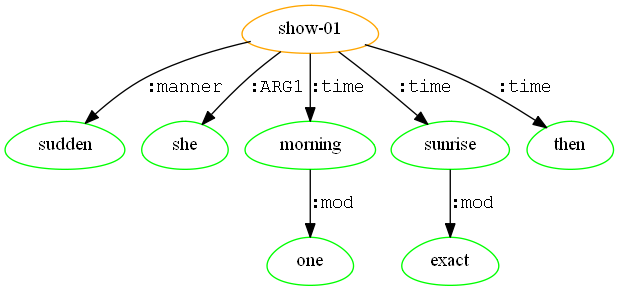 show-01
:manner :ARG1 :time :time :time
sudden she morning sunrise then
:mod :mod
one exact